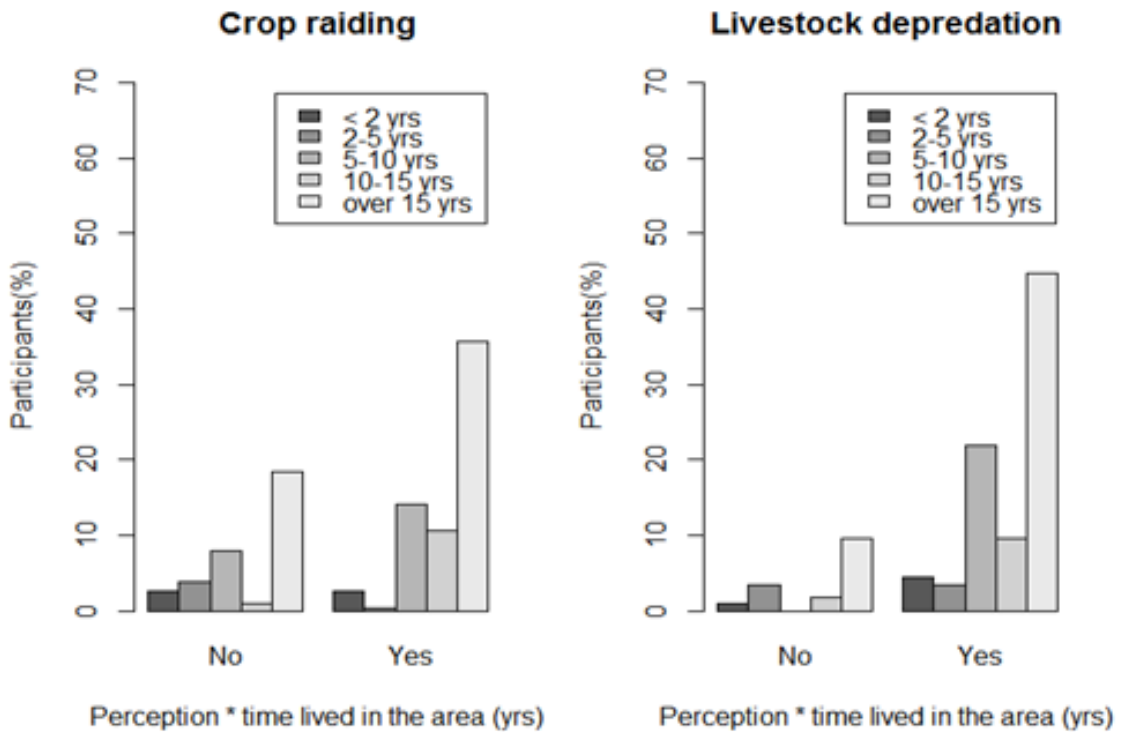 Crop raiding
70
60
50
40
30
20
10
0
Participants(%)
< 2 yrs
2-5 yrs
5-10 yrs
10-15 yrs
over 15 yrs
No
Yes
Perception * time lived in the area (yrs)
Livestock depredation
70
60
50
40
30
20
10
0
Participants(%)
< 2 yrs
2-5 yrs
5-10 yrs
10-15 yrs
over 15 yrs
No
Yes
Perception * time lived in the area (yrs)